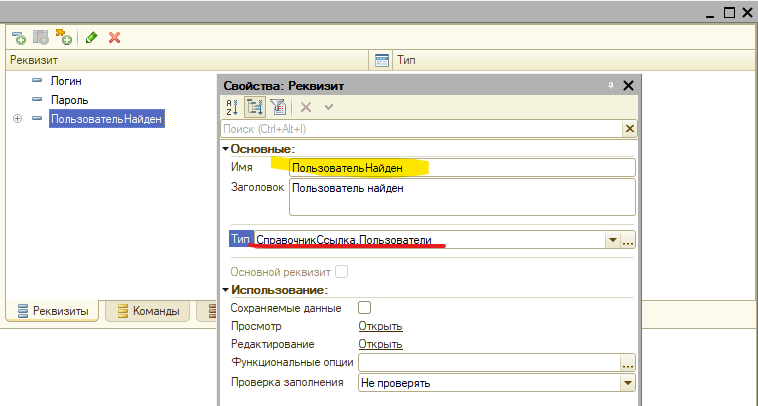 Реквизит Тип
Логин
Пароль
ПользовательНайден
Свойства: Реквизит
Поиск (Ctrl+Alt+I)
Основные:
Имя ПользовательНайден
Заголовок Пользователь найден
Тип СправочникСсылка.Пользователи
Основной реквизит
Использование:
Сохраняемые данные
Просмотр Открыть
Редактирование Открыть
Функциональные опции
Проверка заполнения Не проверять
Реквизиты Команды